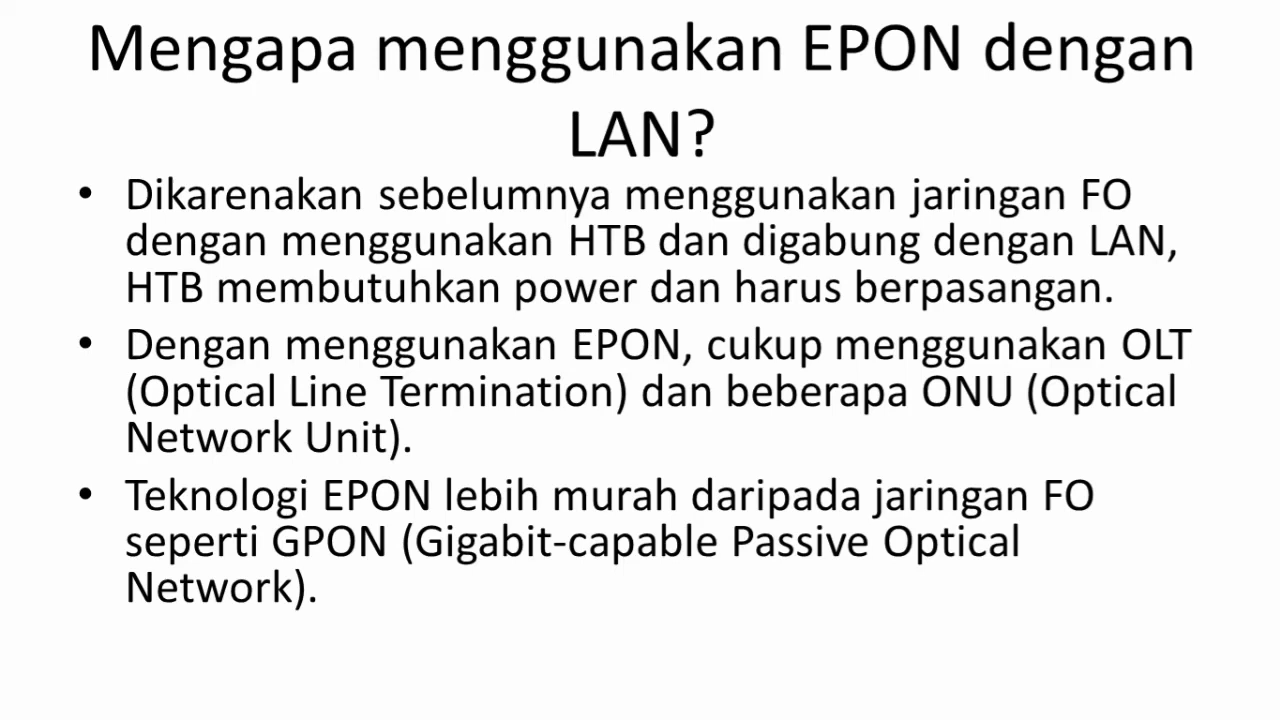 Mengapa menggunakan EPON dengan
LAN?
• Dikarenakan sebelumnya menggunakan jaringan FO
dengan menggunakan HTB dan digabung dengan LAN,
HTB membutuhkan power dan harus berpasangan.
• Dengan menggunakan EPON, cukup menggunakan OLT
(Optical Line Termination) dan beberapa ONU (Optical
Network Unit).
• Teknologi EPON lebih murah daripada jaringan FO
seperti GPON (Gigabit-capable Passive Optical
Network).